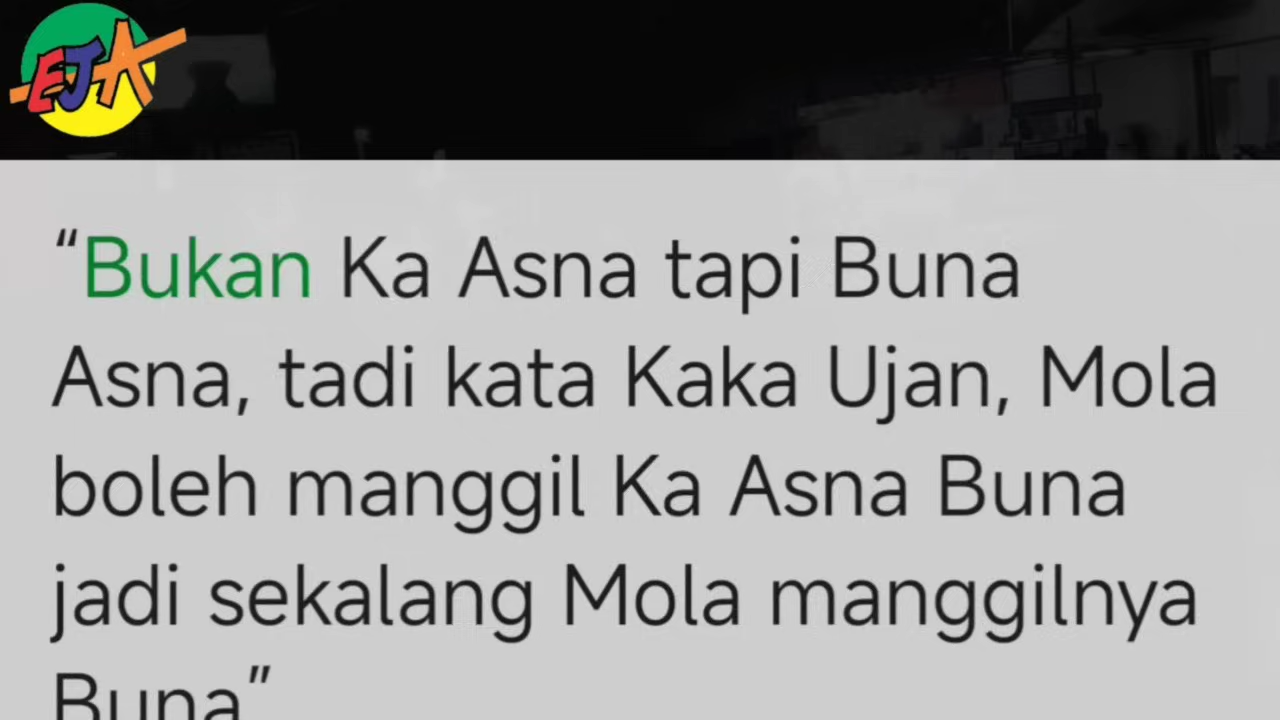 EJA
“Bukan Ka Asna tapi Buna
Asna, tadi kata Kaka Ujan, Mola
boleh manggil Ka Asna Buna
jadi sekalang Mola manggilnya
Buna”